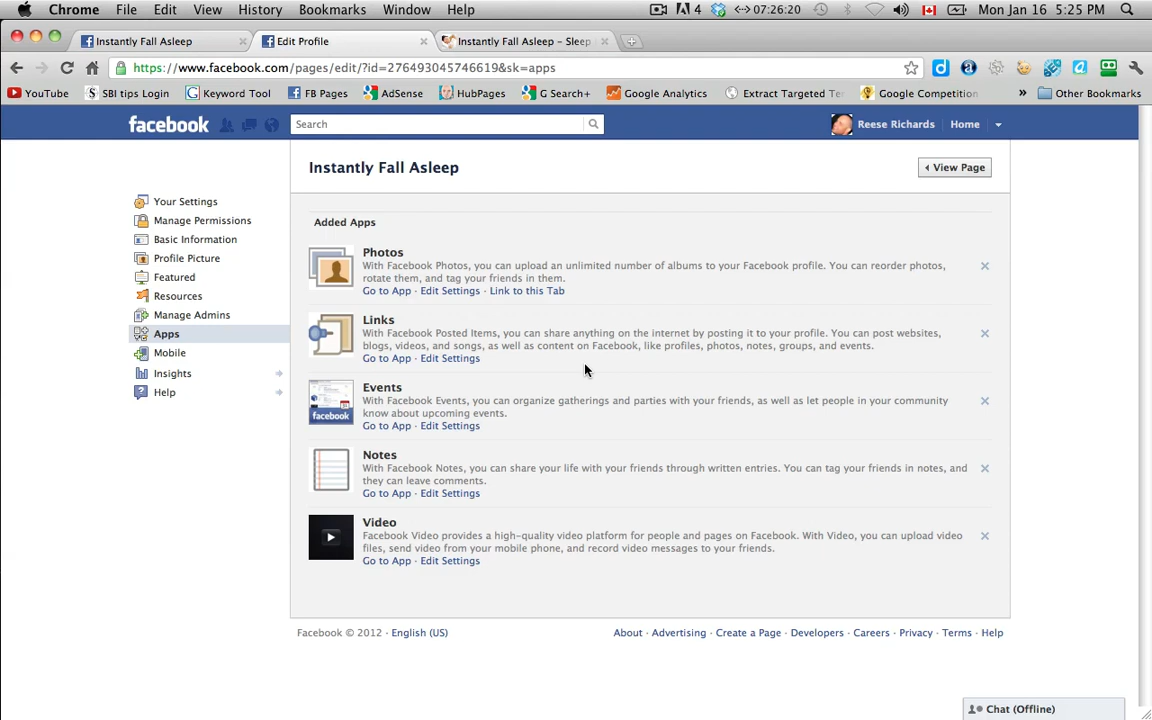 Chrome File Edit View History Bookmarks Window Help 4 07:26:20 Mon Jan 16 5:25 PM
Instantly Fall Asleep Edit Profile Instantly Fall Asleep – Sleep
https://www.facebook.com/pages/edit/?id=276493045746619&sk=apps
YouTube SBI tips Login Keyword Tool FB Pages AdSense HubPages G Search+ Google Analytics Extract Targeted Te Google Competition » Other Bookmarks
facebook Search Reese Richards Home
Instantly Fall Asleep View Page
Your Settings
Manage Permissions
Basic Information
Profile Picture
Featured
Resources
Manage Admins
Apps
Mobile
Insights
Help
Added Apps
Photos
With Facebook Photos, you can upload an unlimited number of albums to your Facebook profile. You can reorder photos,
rotate them, and tag your friends in them.
Go to App · Edit Settings · Link to this Tab
Links
With Facebook Posted Items, you can share anything on the internet by posting it to your profile. You can post websites,
blogs, videos, and songs, as well as content on Facebook, like profiles, photos, notes, groups, and events.
Go to App · Edit Settings
facebook
Events
With Facebook Events, you can organize gatherings and parties with your friends, as well as let people in your community
know about upcoming events.
Go to App · Edit Settings
Notes
With Facebook Notes, you can share your life with your friends through written entries. You can tag your friends in notes, and
they can leave comments.
Go to App · Edit Settings
Video
Facebook Video provides a high-quality video platform for people and pages on Facebook. With Video, you can upload video
files, send video from your mobile phone, and record video messages to your friends.
Go to App · Edit Settings
Facebook © 2012 · English (US) About · Advertising · Create a Page · Developers · Careers · Privacy · Terms · Help
Chat (Offline)